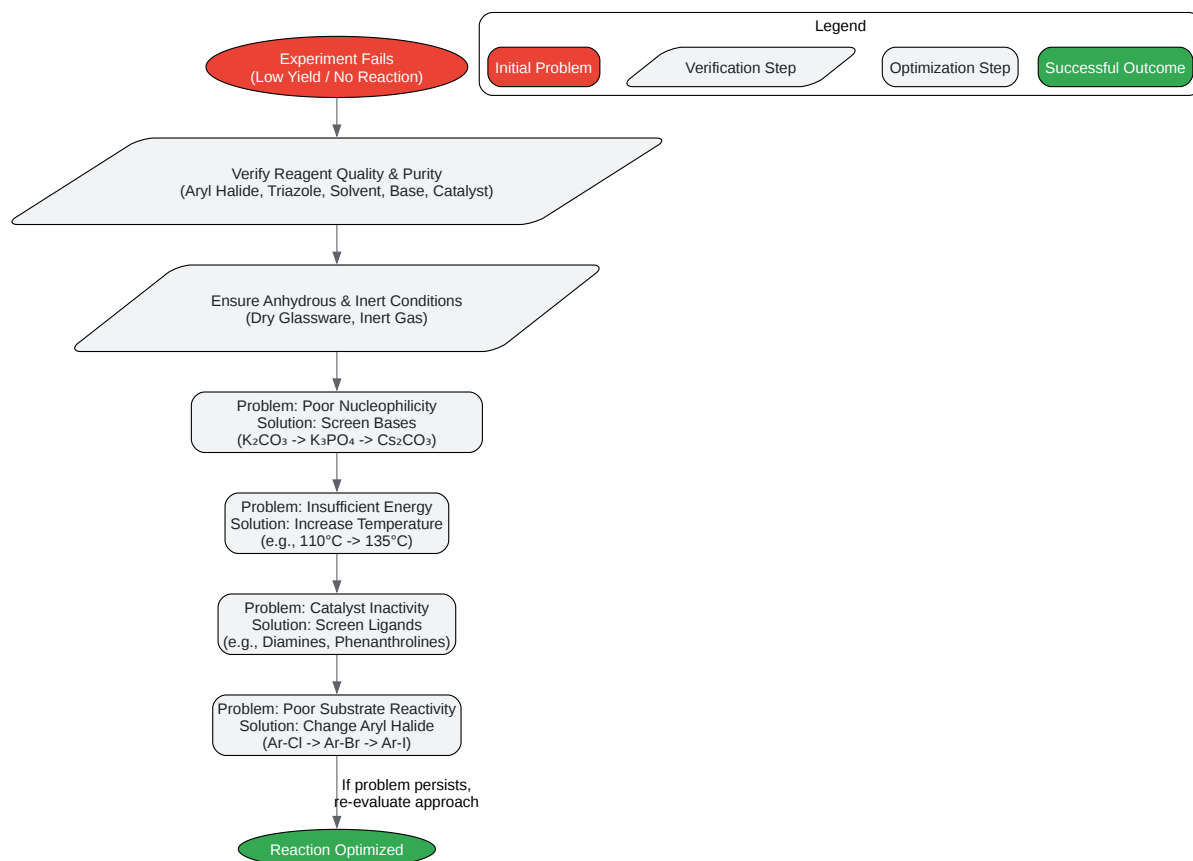 Legend
Experiment Fails
(Low Yield / No Reaction)
Initial Problem
Verification Step
Optimization Step
Successful Outcome
Verify Reagent Quality & Purity
(Aryl Halide, Triazole, Solvent, Base, Catalyst)
Ensure Anhydrous & Inert Conditions
(Dry Glassware, Inert Gas)
Problem: Poor Nucleophilicity
Solution: Screen Bases
(K₂CO₃ -> K₃PO₄ -> Cs₂CO₃)
Problem: Insufficient Energy
Solution: Increase Temperature
(e.g., 110°C -> 135°C)
Problem: Catalyst Inactivity
Solution: Screen Ligands
(e.g., Diamines, Phenanthrolines)
Problem: Poor Substrate Reactivity
Solution: Change Aryl Halide
(Ar-Cl -> Ar-Br -> Ar-I)
If problem persists,
re-evaluate approach
Reaction Optimized